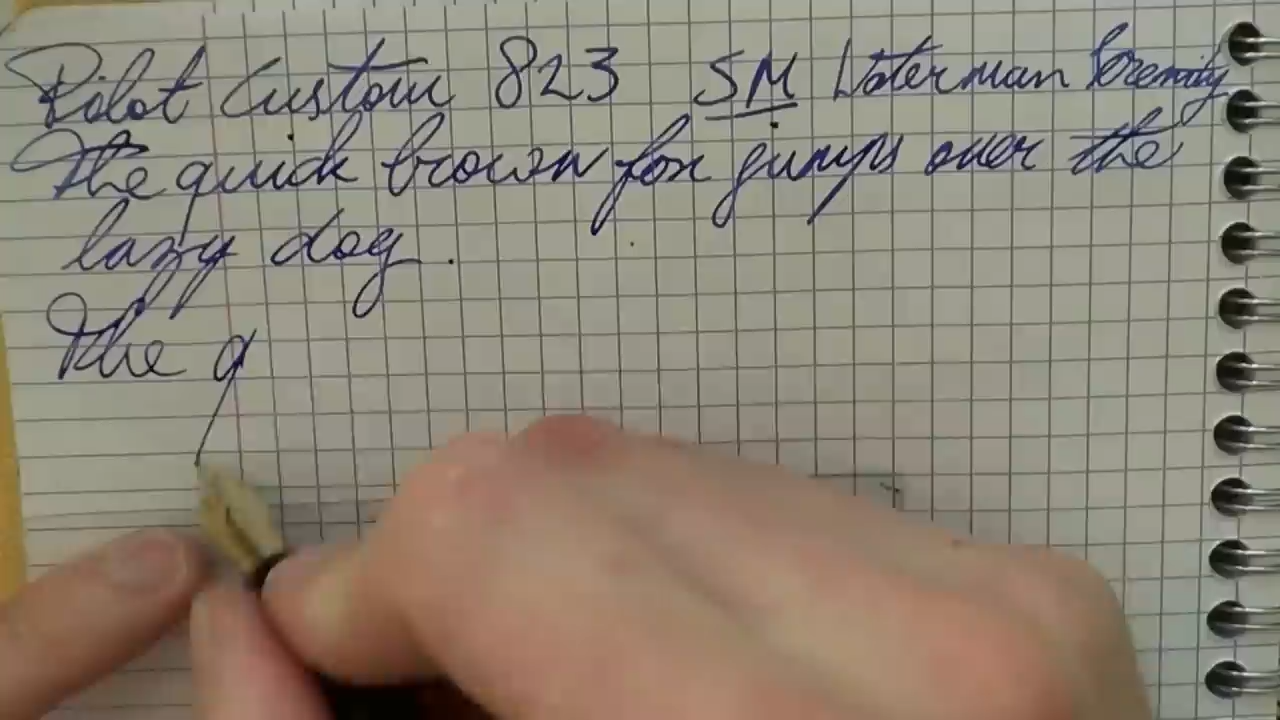 Pilot Custom 823 SM Waterman Serenity
The quick brown fox jumps over the
lazy dog.
The q